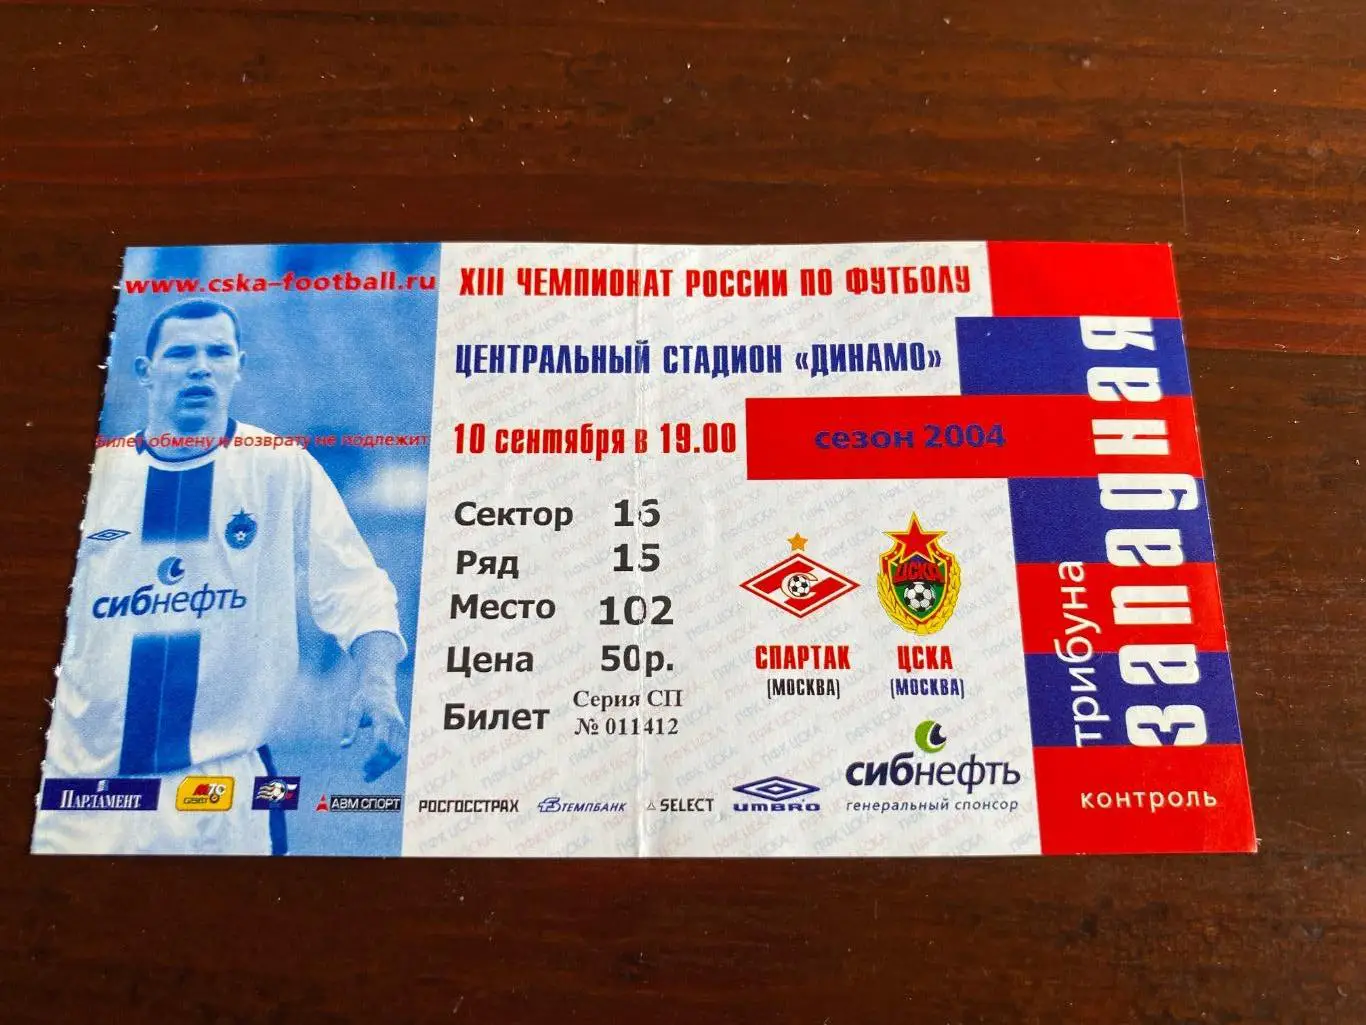 www.cska-football.ru
XIII ЧЕМПИОНАТ РОССИИ ПО ФУТБОЛУ
ЦЕНТРАЛЬНЫЙ СТАДИОН «ДИНАМО»
Билет обмену и возврату не подлежит
10 сентября в 19.00
сезон 2004
Сектор 16
Ряд 15
Место 102
Цена 50р.
Билет Серия СП
№ 011412
СПАРТАК
(МОСКВА)
ЦСКА
ЦСКА
(МОСКВА)
трибуна
западная
сибнефть
сибнефть
генеральный спонсор
контроль
ПАРЛАМЕНТ
АВМ СПОРТ
РОСГОССТРАХ
ТЕМПБАНК
SELECT
UMBRO